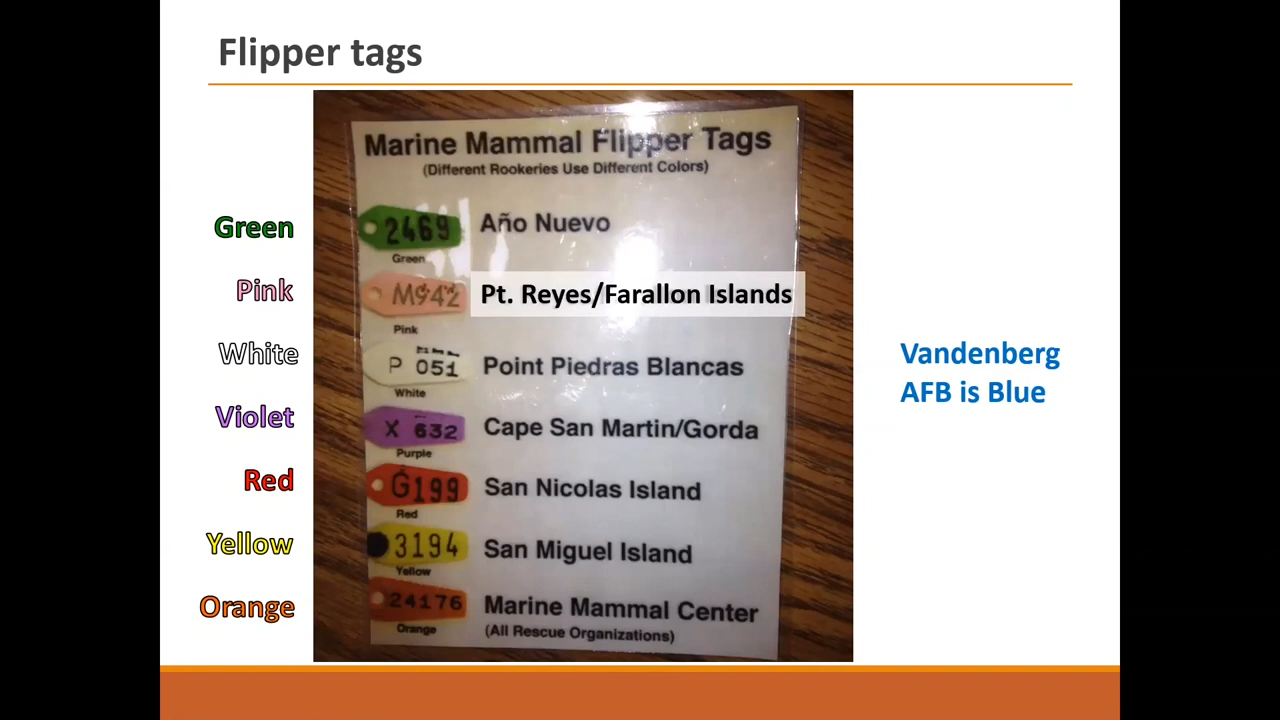 Flipper tags
Marine Mammal Flipper Tags
(Different Rookeries Use Different Colors)
Green
2469
Green
Año Nuevo
Pink
M942
Pink
Pt. Reyes/Farallon Islands
White
P 051
White
Point Piedras Blancas
Violet
X 632
Purple
Cape San Martin/Gorda
Red
G199
Red
San Nicolas Island
Yellow
3194
Yellow
San Miguel Island
Orange
24176
Orange
Marine Mammal Center
(All Rescue Organizations)
Vandenberg
AFB is Blue